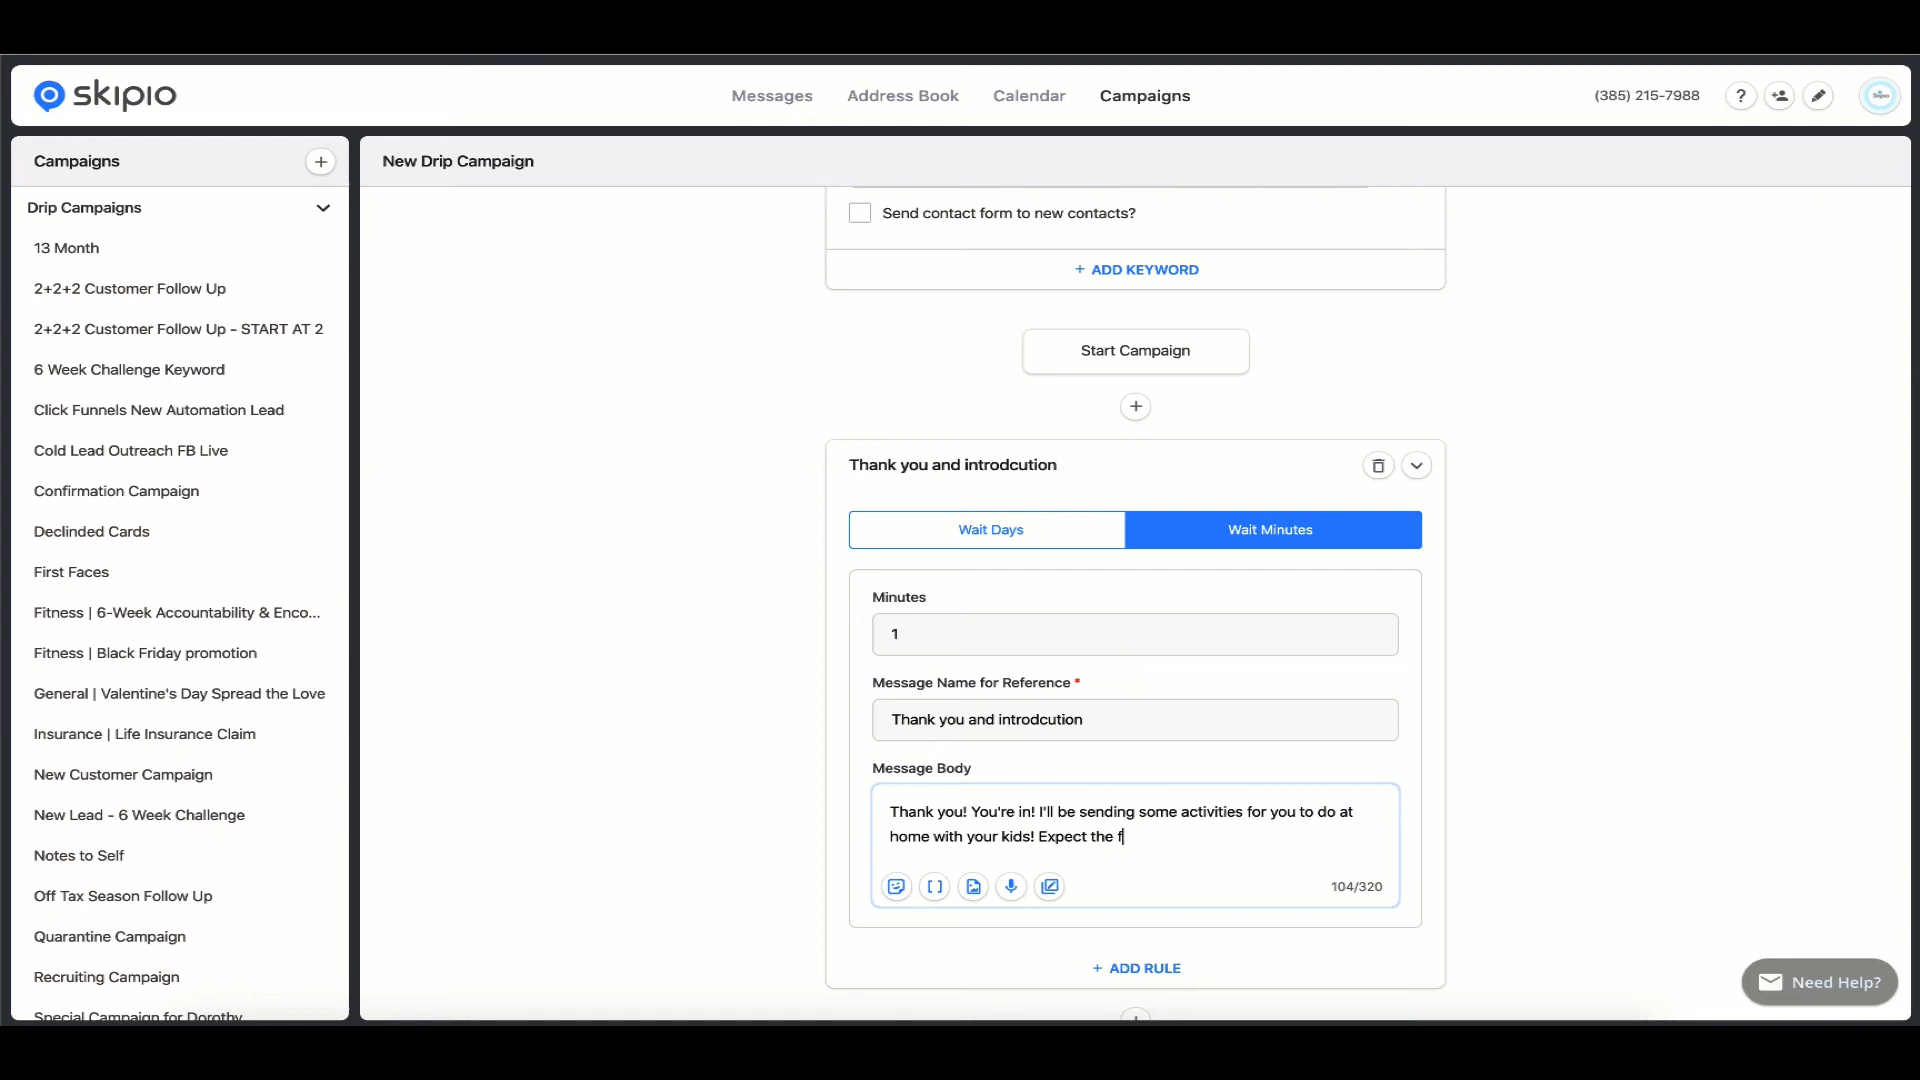 skipio
Messages
Address Book
Calendar
Campaigns
(385) 215-7988
?
Skipio
Campaigns
New Drip Campaign
Drip Campaigns
13 Month
2+2+2 Customer Follow Up
2+2+2 Customer Follow Up - START AT 2
6 Week Challenge Keyword
Click Funnels New Automation Lead
Cold Lead Outreach FB Live
Confirmation Campaign
Declinded Cards
First Faces
Fitness | 6-Week Accountability & Enco...
Fitness | Black Friday promotion
General | Valentine's Day Spread the Love
Insurance | Life Insurance Claim
New Customer Campaign
New Lead - 6 Week Challenge
Notes to Self
Off Tax Season Follow Up
Quarantine Campaign
Recruiting Campaign
Special Campaign for Dorothy
Send contact form to new contacts?
+ ADD KEYWORD
Start Campaign
Thank you and introdcution
Wait Days
Wait Minutes
Minutes
1
Message Name for Reference *
Thank you and introdcution
Message Body
Thank you! You're in! I'll be sending some activities for you to do at
home with your kids! Expect the f
104/320
+ ADD RULE
Need Help?